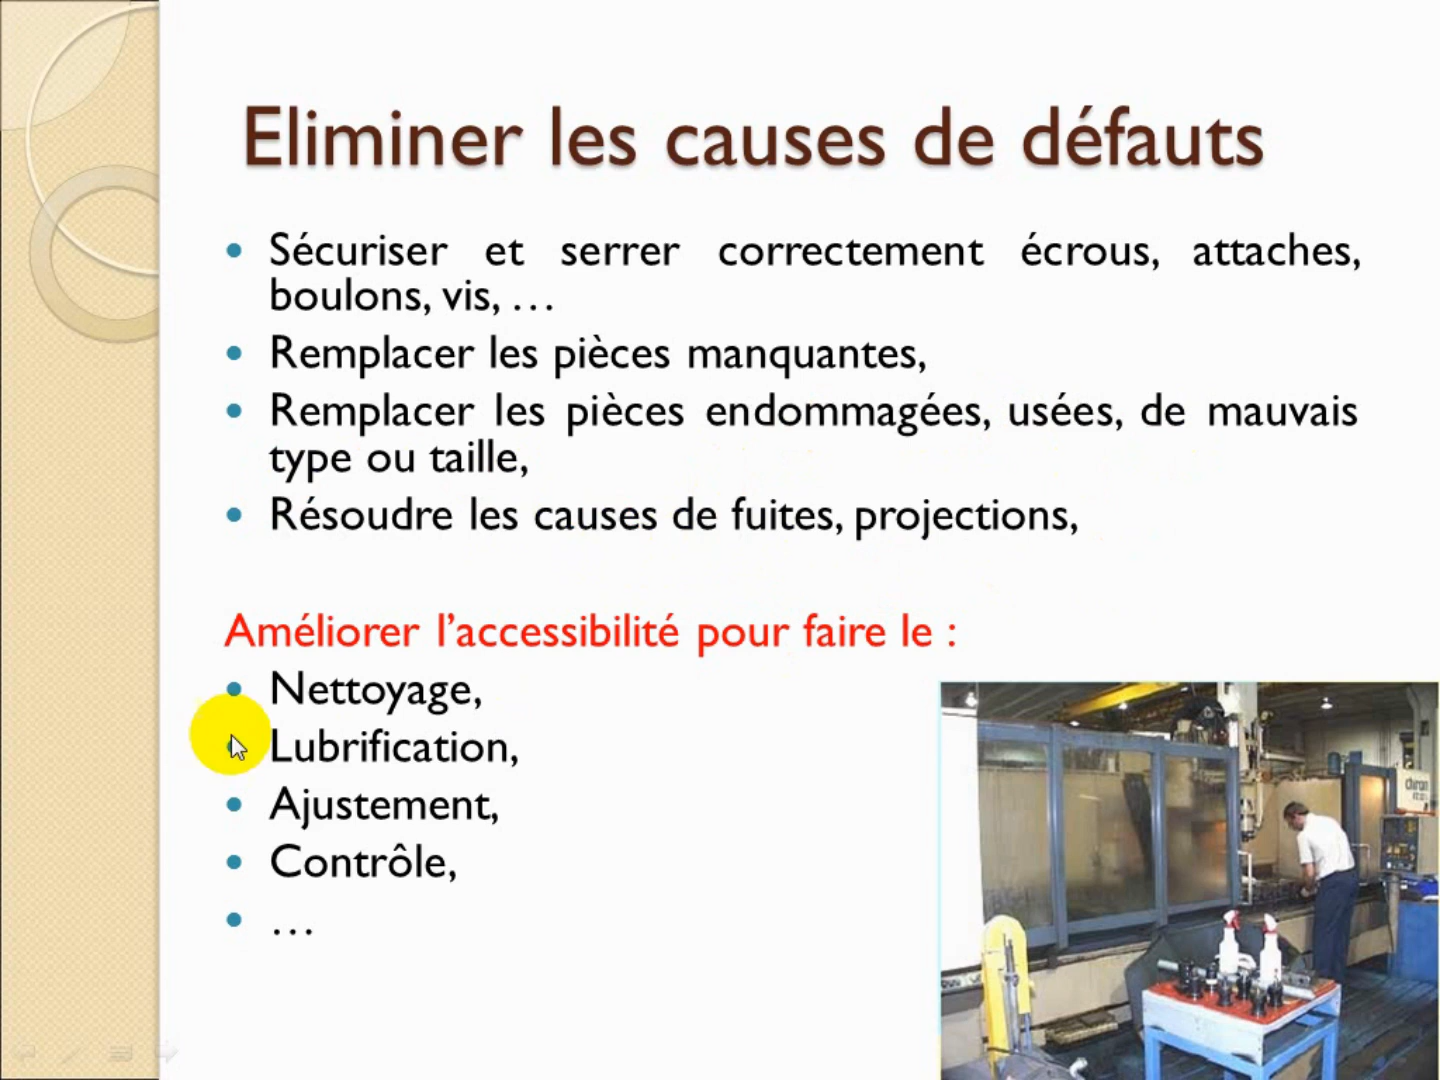 Eliminer les causes de défauts
• Sécuriser et serrer correctement écrous, attaches,
boulons, vis, …
• Remplacer les pièces manquantes,
• Remplacer les pièces endommagées, usées, de mauvais
type ou taille,
• Résoudre les causes de fuites, projections,
Améliorer l’accessibilité pour faire le :
• Nettoyage,
• Lubrification,
• Ajustement,
• Contrôle,
• …